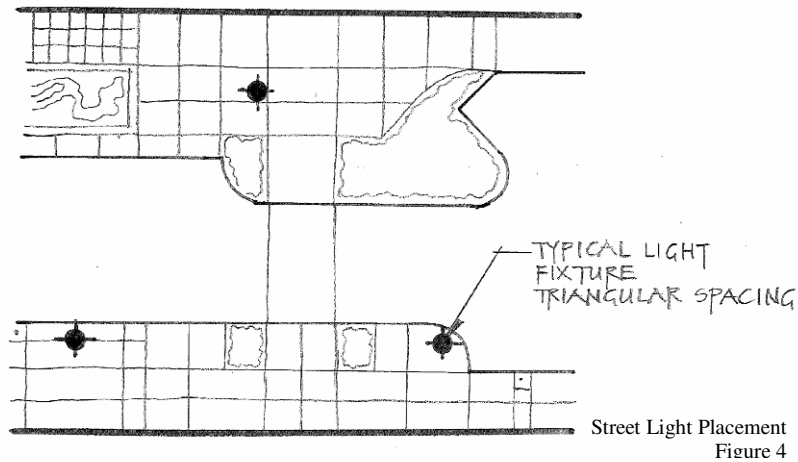 TYPICAL LIGHT
FIXTURE
TRIANGULAR SPACING
Street Light Placement
Figure 4